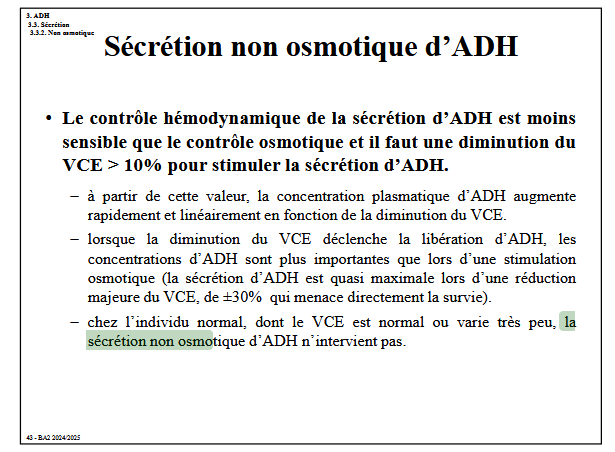 3. ADH
3.3. Sécrétion
3.3.2. Non osmotique
Sécrétion non osmotique d’ADH
• Le contrôle hémodynamique de la sécrétion d’ADH est moins
sensible que le contrôle osmotique et il faut une diminution du
VCE > 10% pour stimuler la sécrétion d’ADH.
– à partir de cette valeur, la concentration plasmatique d’ADH augmente
rapidement et linéairement en fonction de la diminution du VCE.
– lorsque la diminution du VCE déclenche la libération d’ADH, les
concentrations d’ADH sont plus importantes que lors d’une stimulation
osmotique (la sécrétion d’ADH est quasi maximale lors d’une réduction
majeure du VCE, de ±30% qui menace directement la survie).
– chez l’individu normal, dont le VCE est normal ou varie très peu, la
sécrétion non osmotique d’ADH n’intervient pas.
43 - BA2 2024/2025